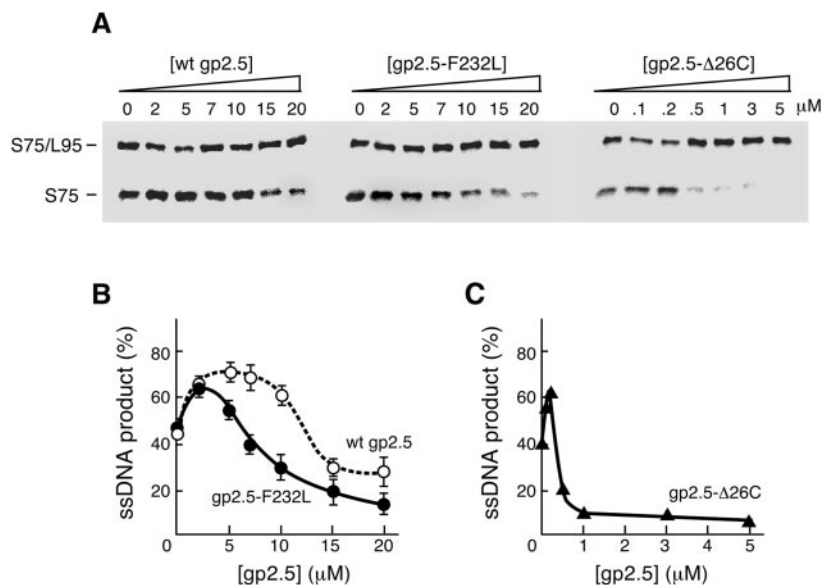 A
[wt gp2.5] [gp2.5-F232L] [gp2.5-Δ26C]
0 2 5 7 10 15 20 0 2 5 7 10 15 20 0 .1 .2 .5 1 3 5 μM
S75/L95
S75
B
ssDNA product (%)
80
60
40
20
0 5 10 15 20
wt gp2.5
gp2.5-F232L
[gp2.5] (μM)
C
ssDNA product (%)
80
60
40
20
0 1 2 3 4 5
gp2.5-Δ26C
[gp2.5] (μM)